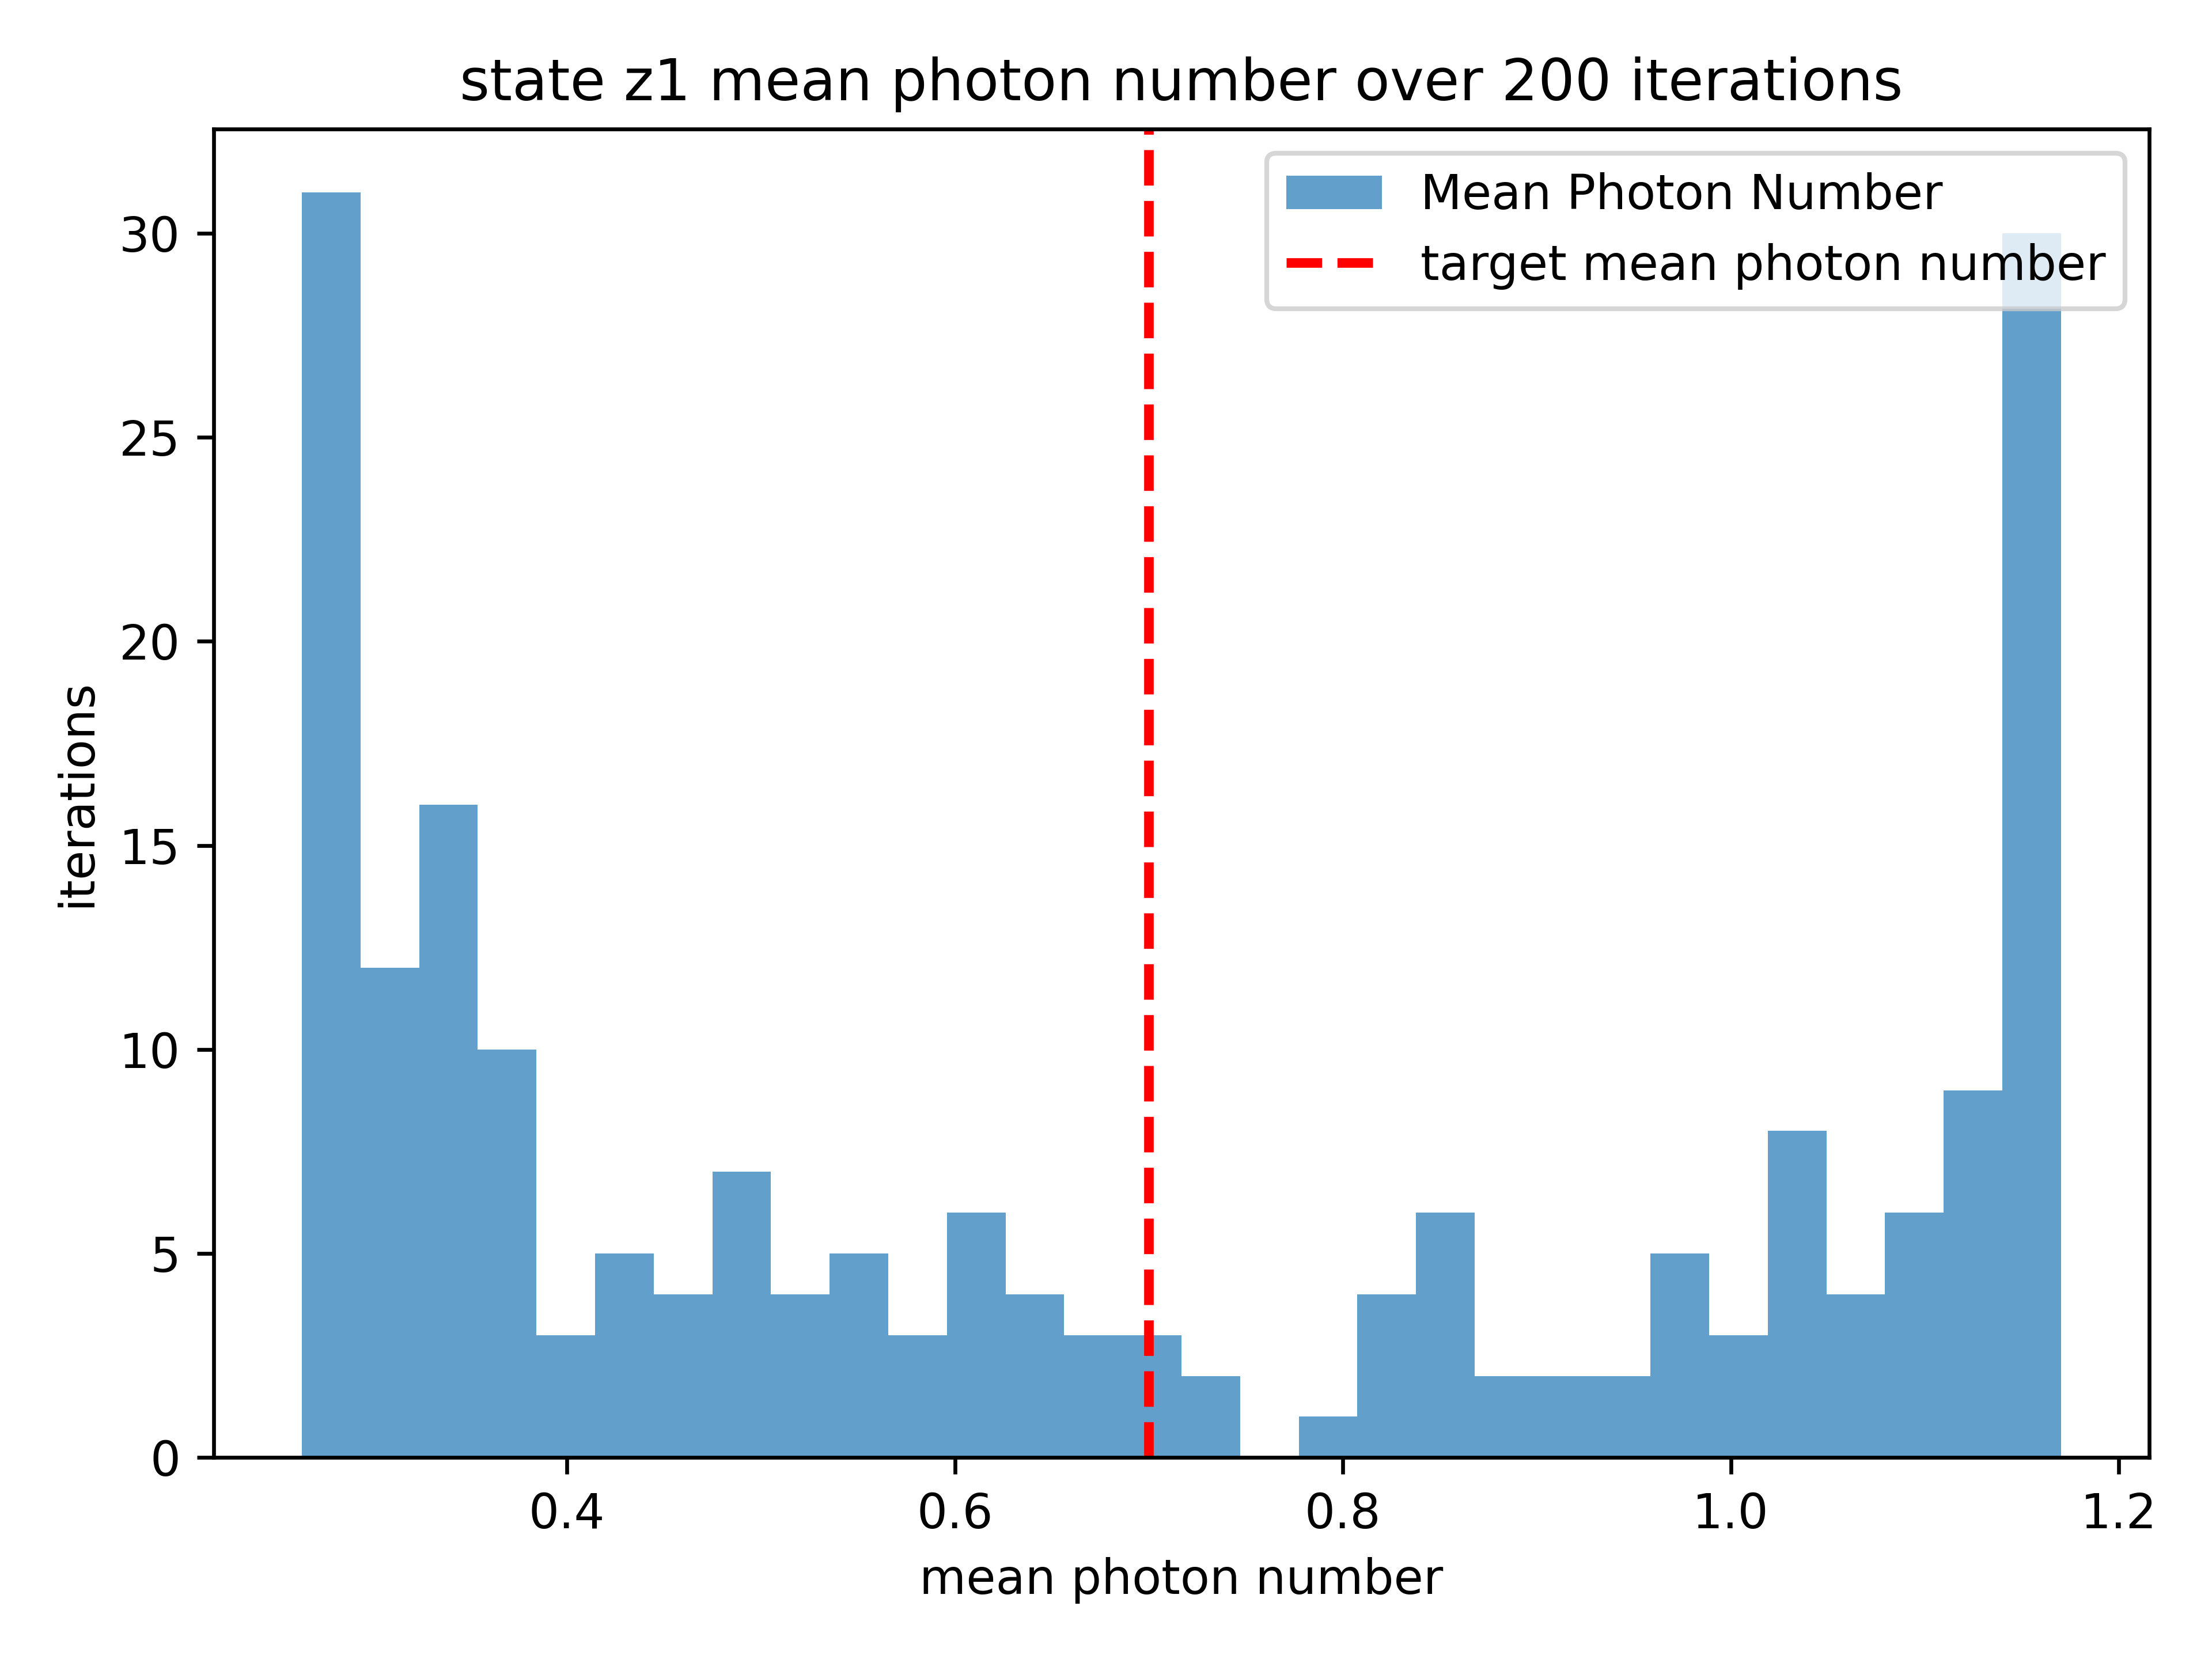 state z1 mean photon number over 200 iterations
Mean Photon Number
target mean photon number
30
25
20
15
10
5
0
iterations
0.4
0.6
0.8
1.0
1.2
mean photon number